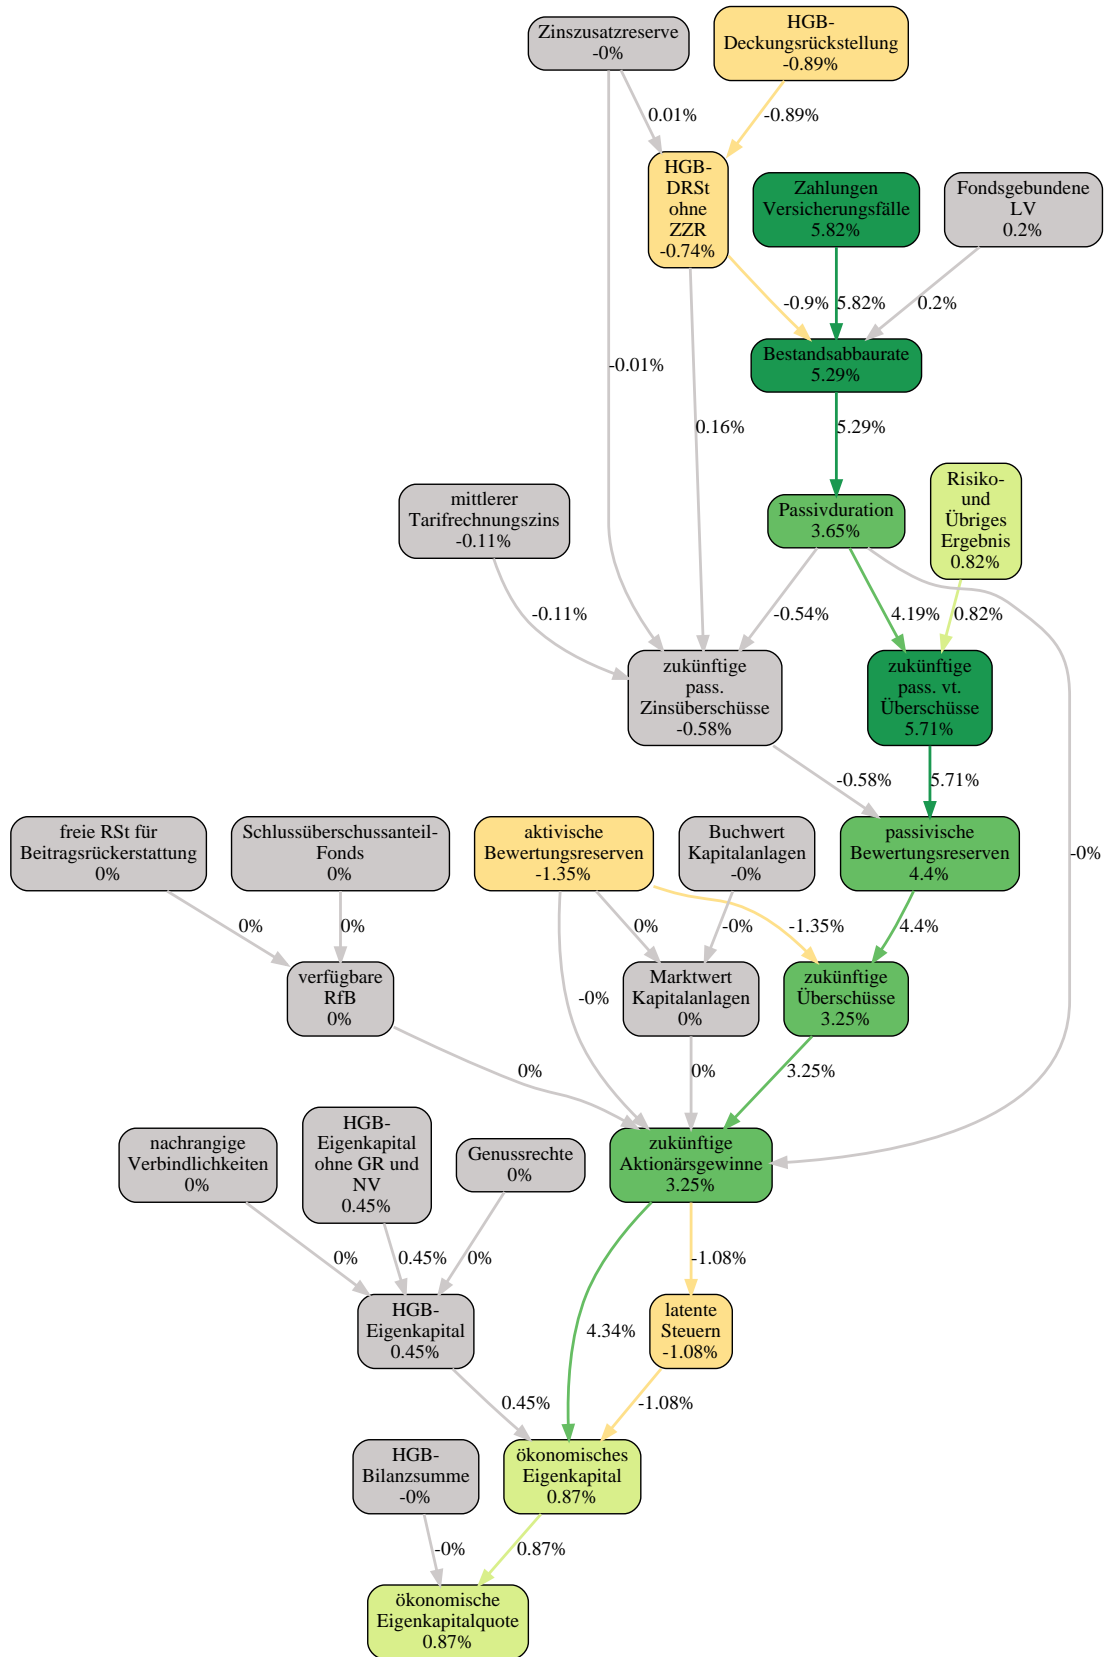 Zinszusatzreserve
-0%
HGB-
Deckungsrückstellung
-0.89%
0.01%
-0.89%
HGB-
DRSt
ohne
ZZR
-0.74%
Zahlungen
Versicherungsfälle
5.82%
Fondsgebundene
LV
0.2%
-0.9%
5.82%
0.2%
-0.01%
Bestandsabbaurate
5.29%
0.16%
5.29%
mittlerer
Tarifrechnungszins
-0.11%
Passivduration
3.65%
Risiko-
und
Übriges
Ergebnis
0.82%
-0.11%
-0.54%
4.19%
0.82%
zukünftige
pass.
Zinsüberschüsse
-0.58%
zukünftige
pass. vt.
Überschüsse
5.71%
-0.58%
5.71%
freie RSt für
Beitragsrückerstattung
0%
Schlussüberschussanteil-
Fonds
0%
aktivische
Bewertungsreserven
-1.35%
Buchwert
Kapitalanlagen
-0%
passivische
Bewertungsreserven
4.4%
-0%
0%
0%
0%
-0%
-1.35%
4.4%
verfügbare
RfB
0%
-0%
Marktwert
Kapitalanlagen
0%
zukünftige
Überschüsse
3.25%
0%
0%
3.25%
nachrangige
Verbindlichkeiten
0%
HGB-
Eigenkapital
ohne GR und
NV
0.45%
Genussrechte
0%
zukünftige
Aktionärsgewinne
3.25%
0%
0.45%
0%
-1.08%
HGB-
Eigenkapital
0.45%
4.34%
latente
Steuern
-1.08%
0.45%
-1.08%
HGB-
Bilanzsumme
-0%
ökonomisches
Eigenkapital
0.87%
-0%
0.87%
ökonomische
Eigenkapitalquote
0.87%